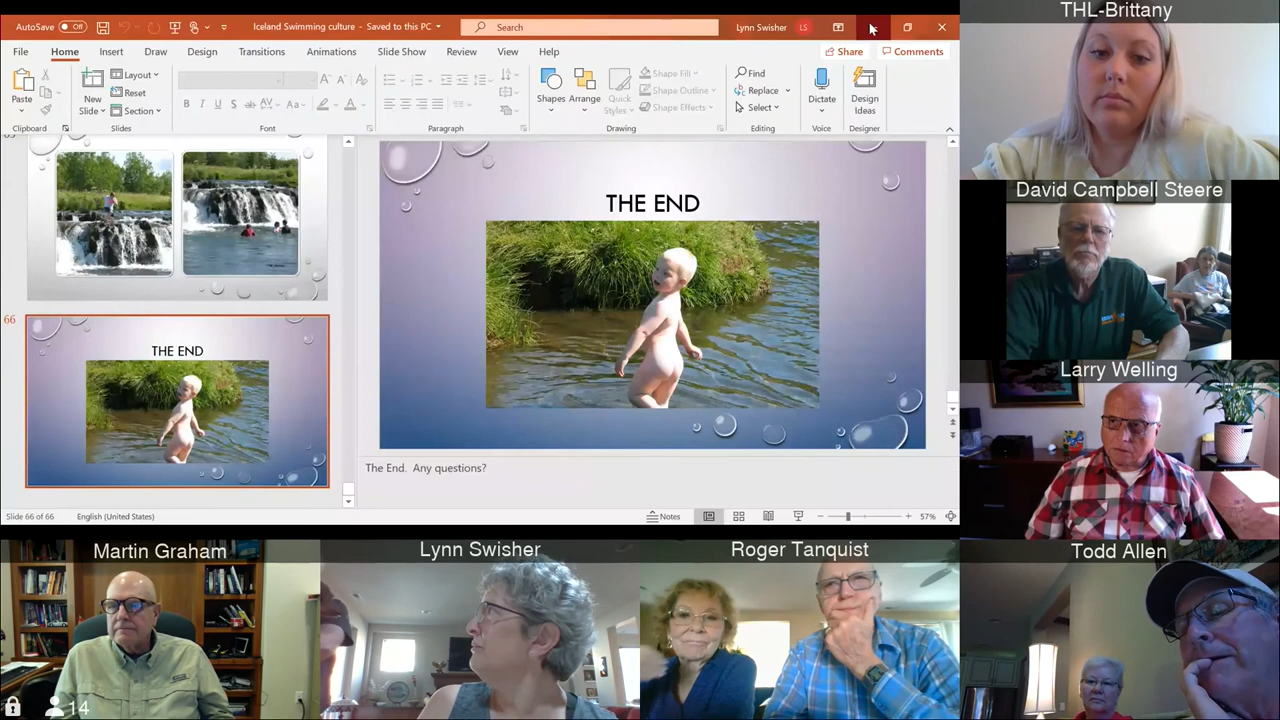 AutoSave Off
Iceland Swimming culture - Saved to this PC
Search
Lynn Swisher LS
File Home Insert Draw Design Transitions Animations Slide Show Review View Help Share Comments
Paste
Clipboard
New Slide
Layout
Reset
Section
Slides
B I U S ab AV Aa A
Font
Paragraph
Shapes
Arrange
Quick Styles
Shape Fill
Shape Outline
Shape Effects
Drawing
Find
Replace
Select
Editing
Dictate
Voice
Design Ideas
Designer
66
THE END
THE END
The End. Any questions?
Slide 66 of 66 English (United States) Notes 57%
THL-Brittany
David Campbell Steere
Larry Welling
Martin Graham
Lynn Swisher
Roger Tanquist
Todd Allen
14